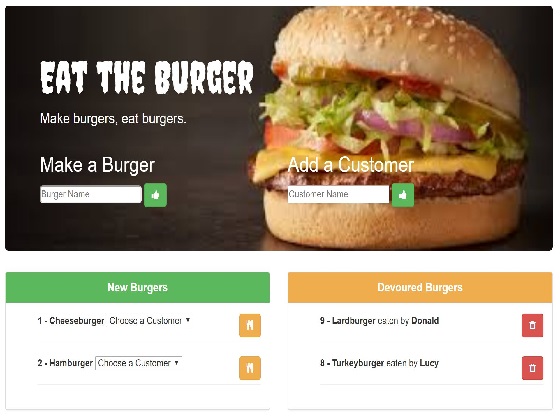 EAT THE BURGER
Make burgers, eat burgers.
Make a Burger
Add a Customer
Burger Name
Customer Name
New Burgers
Devoured Burgers
1 - Cheeseburger Choose a Customer
9 - Lardburger eaten by Donald
2 - Hamburger Choose a Customer
8 - Turkeyburger eaten by Lucy